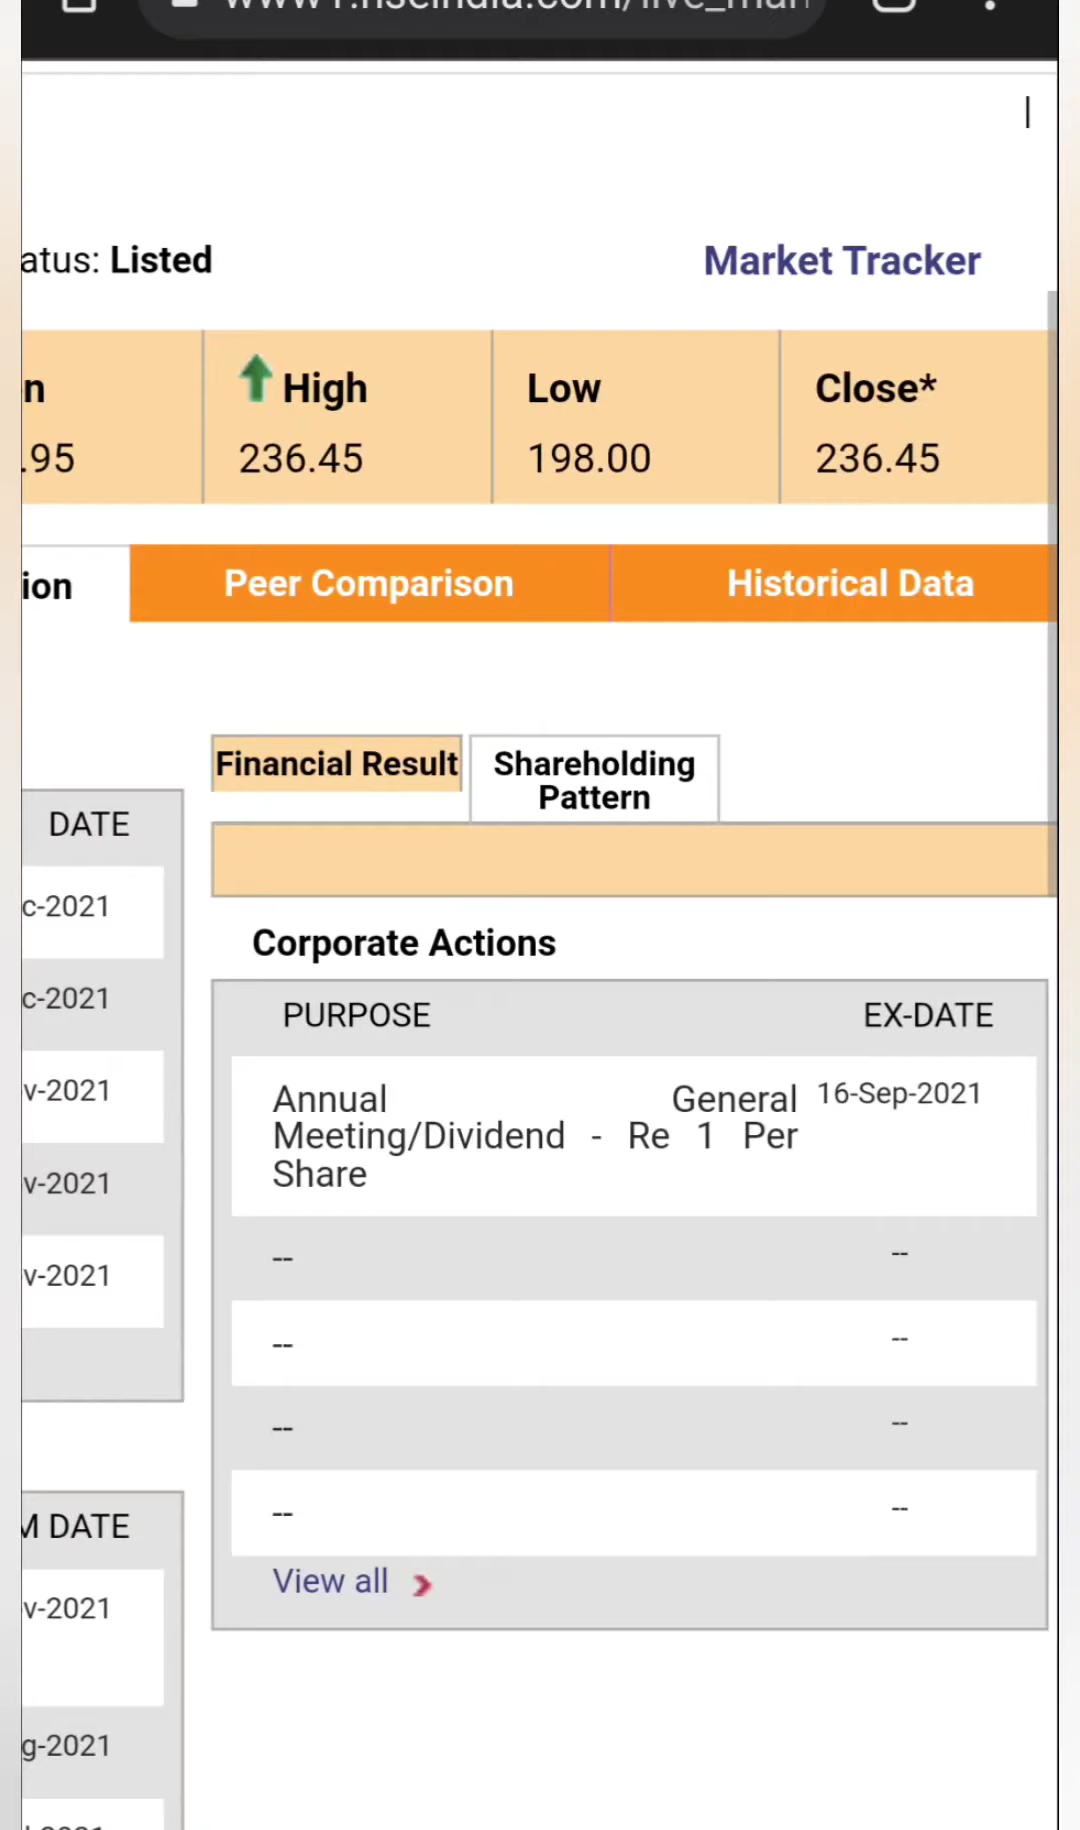 |
atus: Listed
Market Tracker
n
High
Low
Close*
.95
236.45
198.00
236.45
ion
Peer Comparison
Historical Data
Financial Result
Shareholding
Pattern
DATE
c-2021
c-2021
v-2021
v-2021
v-2021
Corporate Actions
PURPOSE
EX-DATE
Annual General
Meeting/Dividend - Re 1 Per
Share
16-Sep-2021
--
--
--
--
--
--
--
--
View all
M DATE
v-2021
g-2021